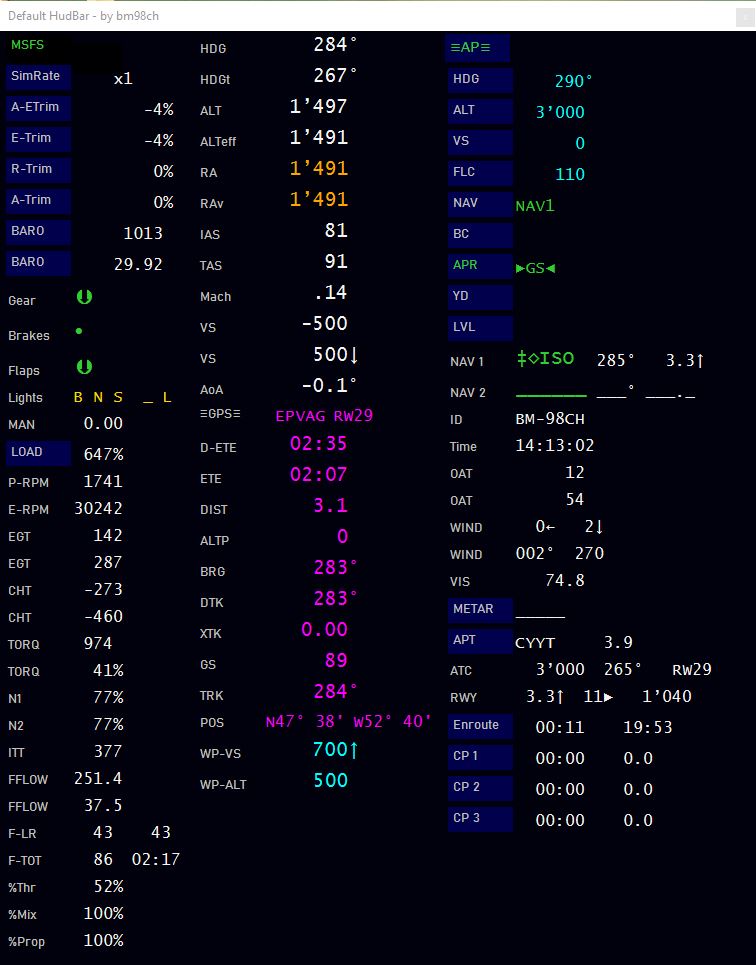 Default HudBar - by bm98ch
MSFS
SimRate x1
A-ETrim -4%
E-Trim -4%
R-Trim 0%
A-Trim 0%
BARO 1013
BARO 29.92
Gear
Brakes
Flaps
Lights B N S _ L
MAN 0.00
LOAD 647%
P-RPM 1741
E-RPM 30242
EGT 142
EGT 287
CHT -273
CHT -460
TORQ 974
TORQ 41%
N1 77%
N2 77%
ITT 377
FFLOW 251.4
FFLOW 37.5
F-LR 43 43
F-TOT 86 02:17
%Thr 52%
%Mix 100%
%Prop 100%
HDG 284°
HDGt 267°
ALT 1’497
ALTeff 1’491
RA 1’491
RAv 1’491
IAS 81
TAS 91
Mach .14
VS -500
VS 500↓
AoA -0.1°
≡GPS≡ EPVAG RW29
D-ETE 02:35
ETE 02:07
DIST 3.1
ALTP 0
BRG 283°
DTK 283°
XTK 0.00
GS 89
TRK 284°
POS N47° 38' W52° 40'
WP-VS 700↑
WP-ALT 500
≡AP≡
HDG 290°
ALT 3’000
VS 0
FLC 110
NAV NAV1
BC
APR ►GS◄
YD
LVL
NAV 1 ‡◇ISO 285° 3.3↑
NAV 2 ______ ___° ___._
ID BM-98CH
Time 14:13:02
OAT 12
OAT 54
WIND 0← 2↓
WIND 002° 270
VIS 74.8
METAR _____
APT CYYT 3.9
ATC 3’000 265° RW29
RWY 3.3↑ 11► 1’040
Enroute 00:11 19:53
CP 1 00:00 0.0
CP 2 00:00 0.0
CP 3 00:00 0.0